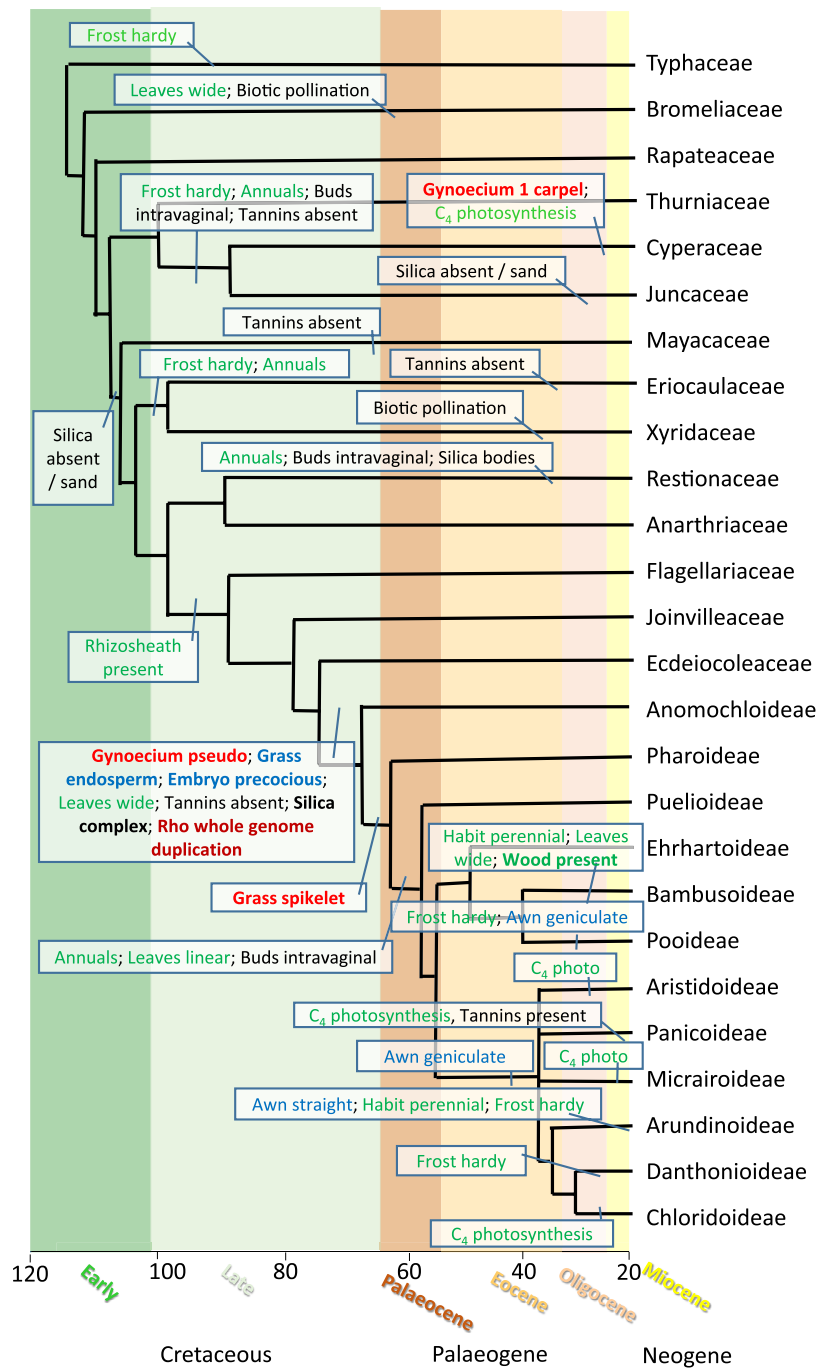 Frost hardy
Typhaceae
Leaves wide; Biotic pollination
Bromeliaceae
Rapateaceae
Frost hardy; Annuals; Buds
intravaginal; Tannins absent
Gynoecium 1 carpel;
C₄ photosynthesis
Thurniaceae
Cyperaceae
Silica absent / sand
Juncaceae
Tannins absent
Mayacaceae
Frost hardy; Annuals
Tannins absent
Eriocaulaceae
Biotic pollination
Silica
absent
/ sand
Xyridaceae
Annuals; Buds intravaginal; Silica bodies
Restionaceae
Anarthriaceae
Flagellariaceae
Joinvilleaceae
Rhizosheath
present
Ecdeiocoleaceae
Anomochloideae
Gynoecium pseudo; Grass
endosperm; Embryo precocious;
Leaves wide; Tannins absent; Silica
complex; Rho whole genome
duplication
Pharoideae
Puelioideae
Habit perennial; Leaves
wide; Wood present
Ehrhartoideae
Grass spikelet
Bambusoideae
Frost hardy; Awn geniculate
Pooideae
Annuals; Leaves linear; Buds intravaginal
C₄ photo
Aristidoideae
C₄ photosynthesis, Tannins present
Panicoideae
Awn geniculate
C₄ photo
Micrairoideae
Awn straight; Habit perennial; Frost hardy
Arundinoideae
Frost hardy
Danthonioideae
Chloridoideae
C₄ photosynthesis
120 100 80 60 40 20
Early Late Palaeocene Eocene Oligocene Miocene
Cretaceous Palaeogene Neogene